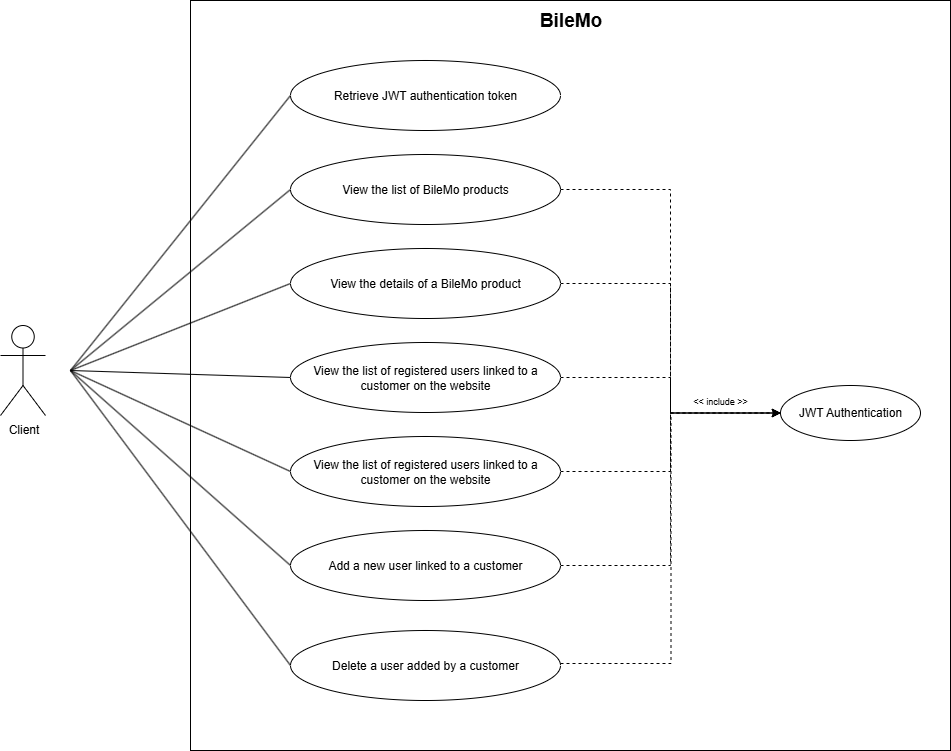 BileMo
Retrieve JWT authentication token
View the list of BileMo products
View the details of a BileMo product
View the list of registered users linked to a
customer on the website
<< include >>
JWT Authentication
Client
View the list of registered users linked to a
customer on the website
Add a new user linked to a customer
Delete a user added by a customer